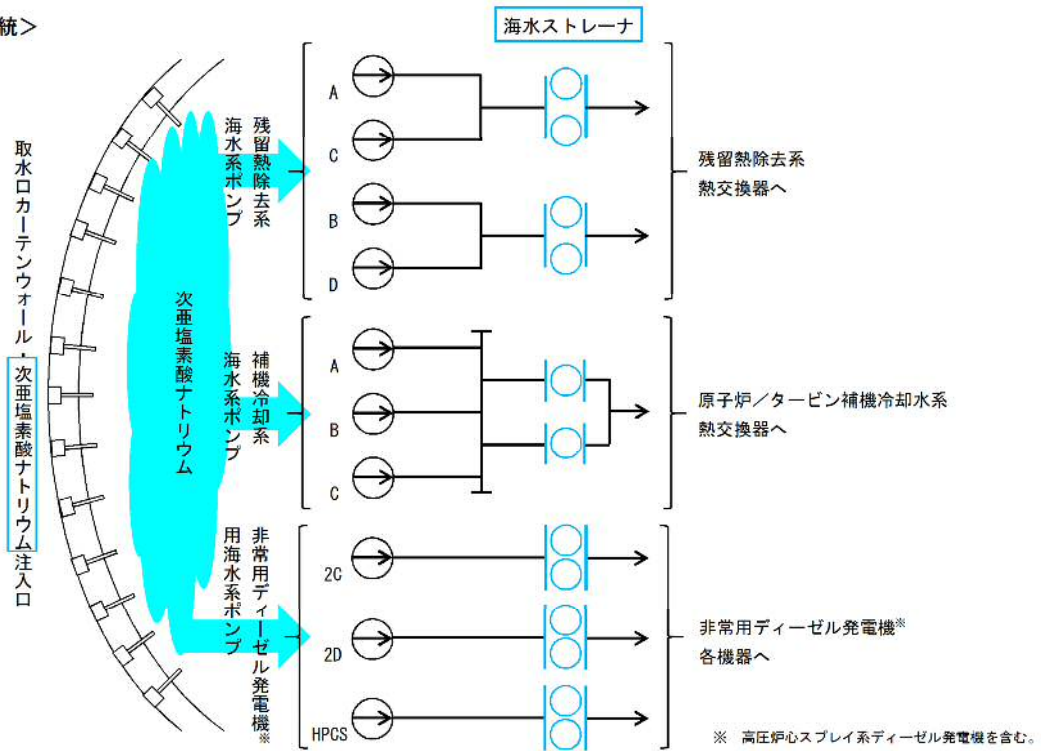 統＞
海水ストレーナ
取水口カーテンウォール・次亜塩素酸ナトリウム注入口
次亜塩素酸ナトリウム
残留熱除去系
海水系ポンプ
A
C
B
D
残留熱除去系
熱交換器へ
補機冷却系
海水系ポンプ
A
B
C
原子炉／タービン補機冷却水系
熱交換器へ
非常用ディーゼル発電機※
用海水系ポンプ
2C
2D
HPCS
非常用ディーゼル発電機※
各機器へ
※ 高圧炉心スプレイ系ディーゼル発電機を含む。